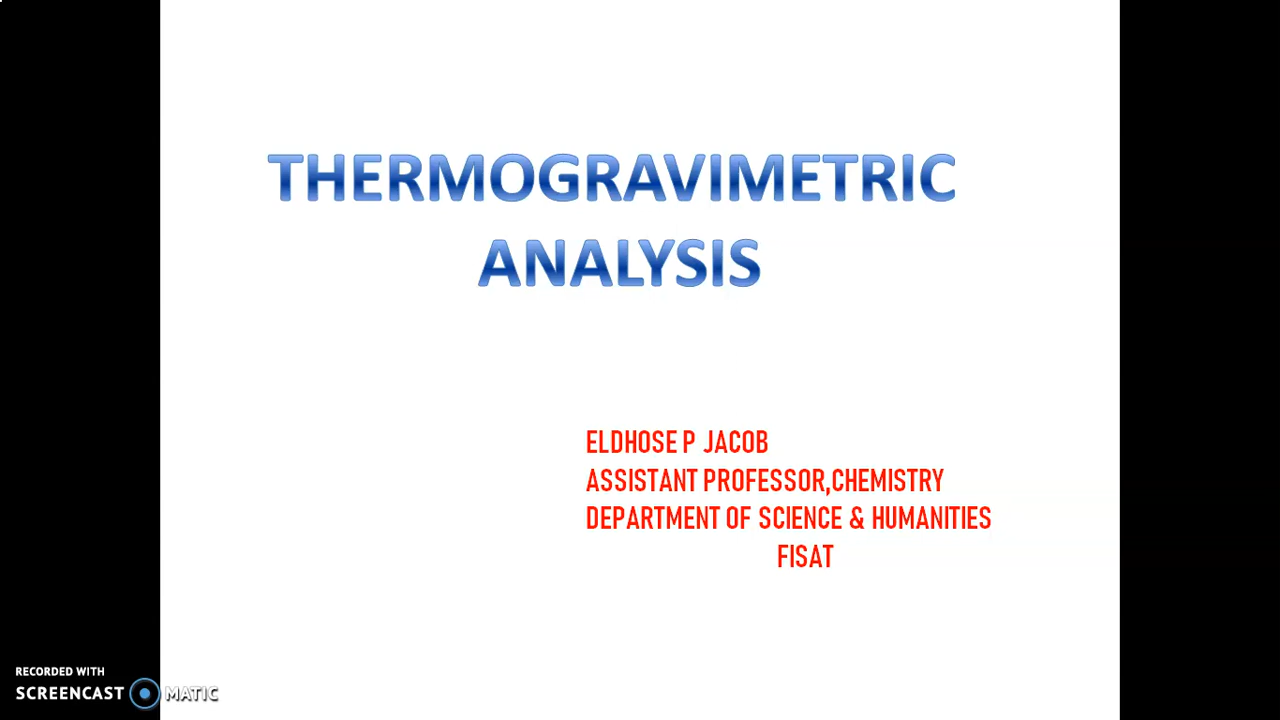 THERMOGRAVIMETRIC
ANALYSIS
ELDHOSE P JACOB
ASSISTANT PROFESSOR,CHEMISTRY
DEPARTMENT OF SCIENCE & HUMANITIES
FISAT
RECORDED WITH
SCREENCAST MATIC